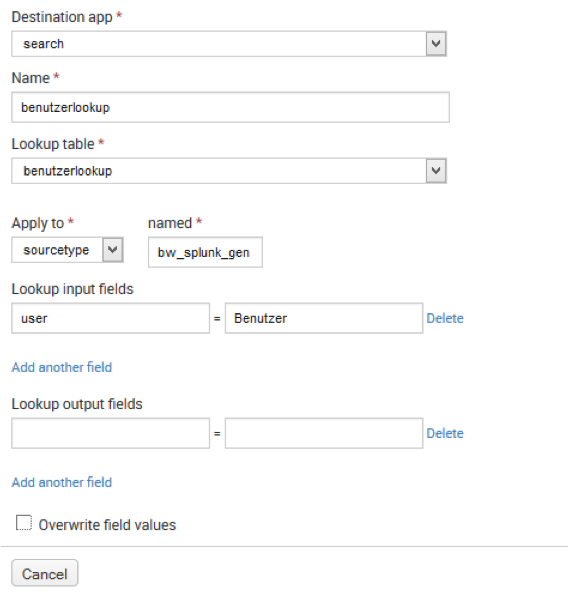 Destination app *
search
Name *
benutzerlookup
Lookup table *
benutzerlookup
Apply to * named *
sourcetype bw_splunk_gen
Lookup input fields
user = Benutzer Delete
Add another field
Lookup output fields
= Delete
Add another field
Overwrite field values
Cancel